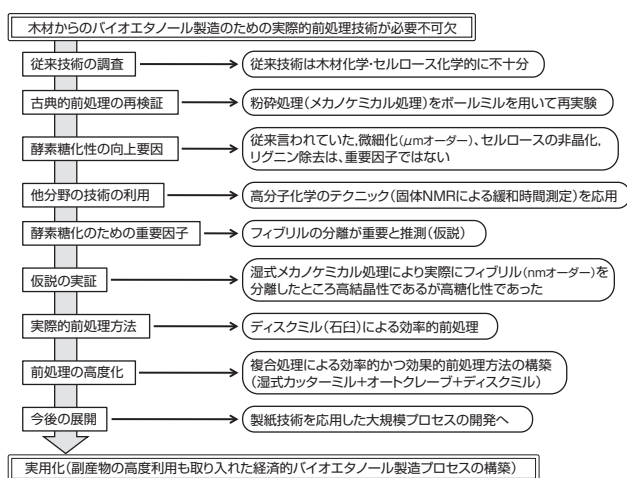 木材からのバイオエタノール製造のための実際的前処理技術が必要不可欠
従来技術の調査
従来技術は木材化学・セルロース化学的に不十分
古典的前処理の再検証
粉砕処理(メカノケミカル処理)をボールミルを用いて再実験
酵素糖化性の向上要因
従来言われていた,微細化(μmオーダー)、セルロースの非晶化,
リグニン除去は、重要因子ではない
他分野の技術の利用
高分子化学のテクニック(固体NMRによる緩和時間測定)を応用
酵素糖化のための重要因子
フィブリルの分離が重要と推測(仮説)
仮説の実証
湿式メカノケミカル処理により実際にフィブリル(nmオーダー)を
分離したところ高結晶性であるが高糖化性であった
実際的前処理方法
ディスクミル(石臼)による効率的前処理
前処理の高度化
複合処理による効率的かつ効果的前処理方法の構築
(湿式カッターミル+オートクレーブ+ディスクミル)
今後の展開
製紙技術を応用した大規模プロセスの開発へ
実用化(副産物の高度利用も取り入れた経済的バイオエタノール製造プロセスの構築)